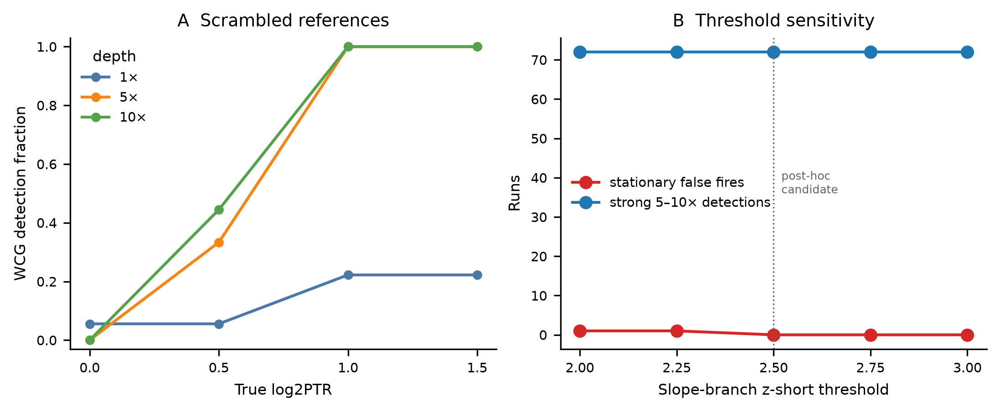 A  Scrambled references
WCG detection fraction
1.0
0.8
0.6
0.4
0.2
0.0
depth
1×
5×
10×
0.0
0.5
1.0
1.5
True log2PTR
B  Threshold sensitivity
Runs
70
60
50
40
30
20
10
0
stationary false fires
strong 5–10× detections
post-hoc
candidate
2.00
2.25
2.50
2.75
3.00
Slope-branch z-short threshold